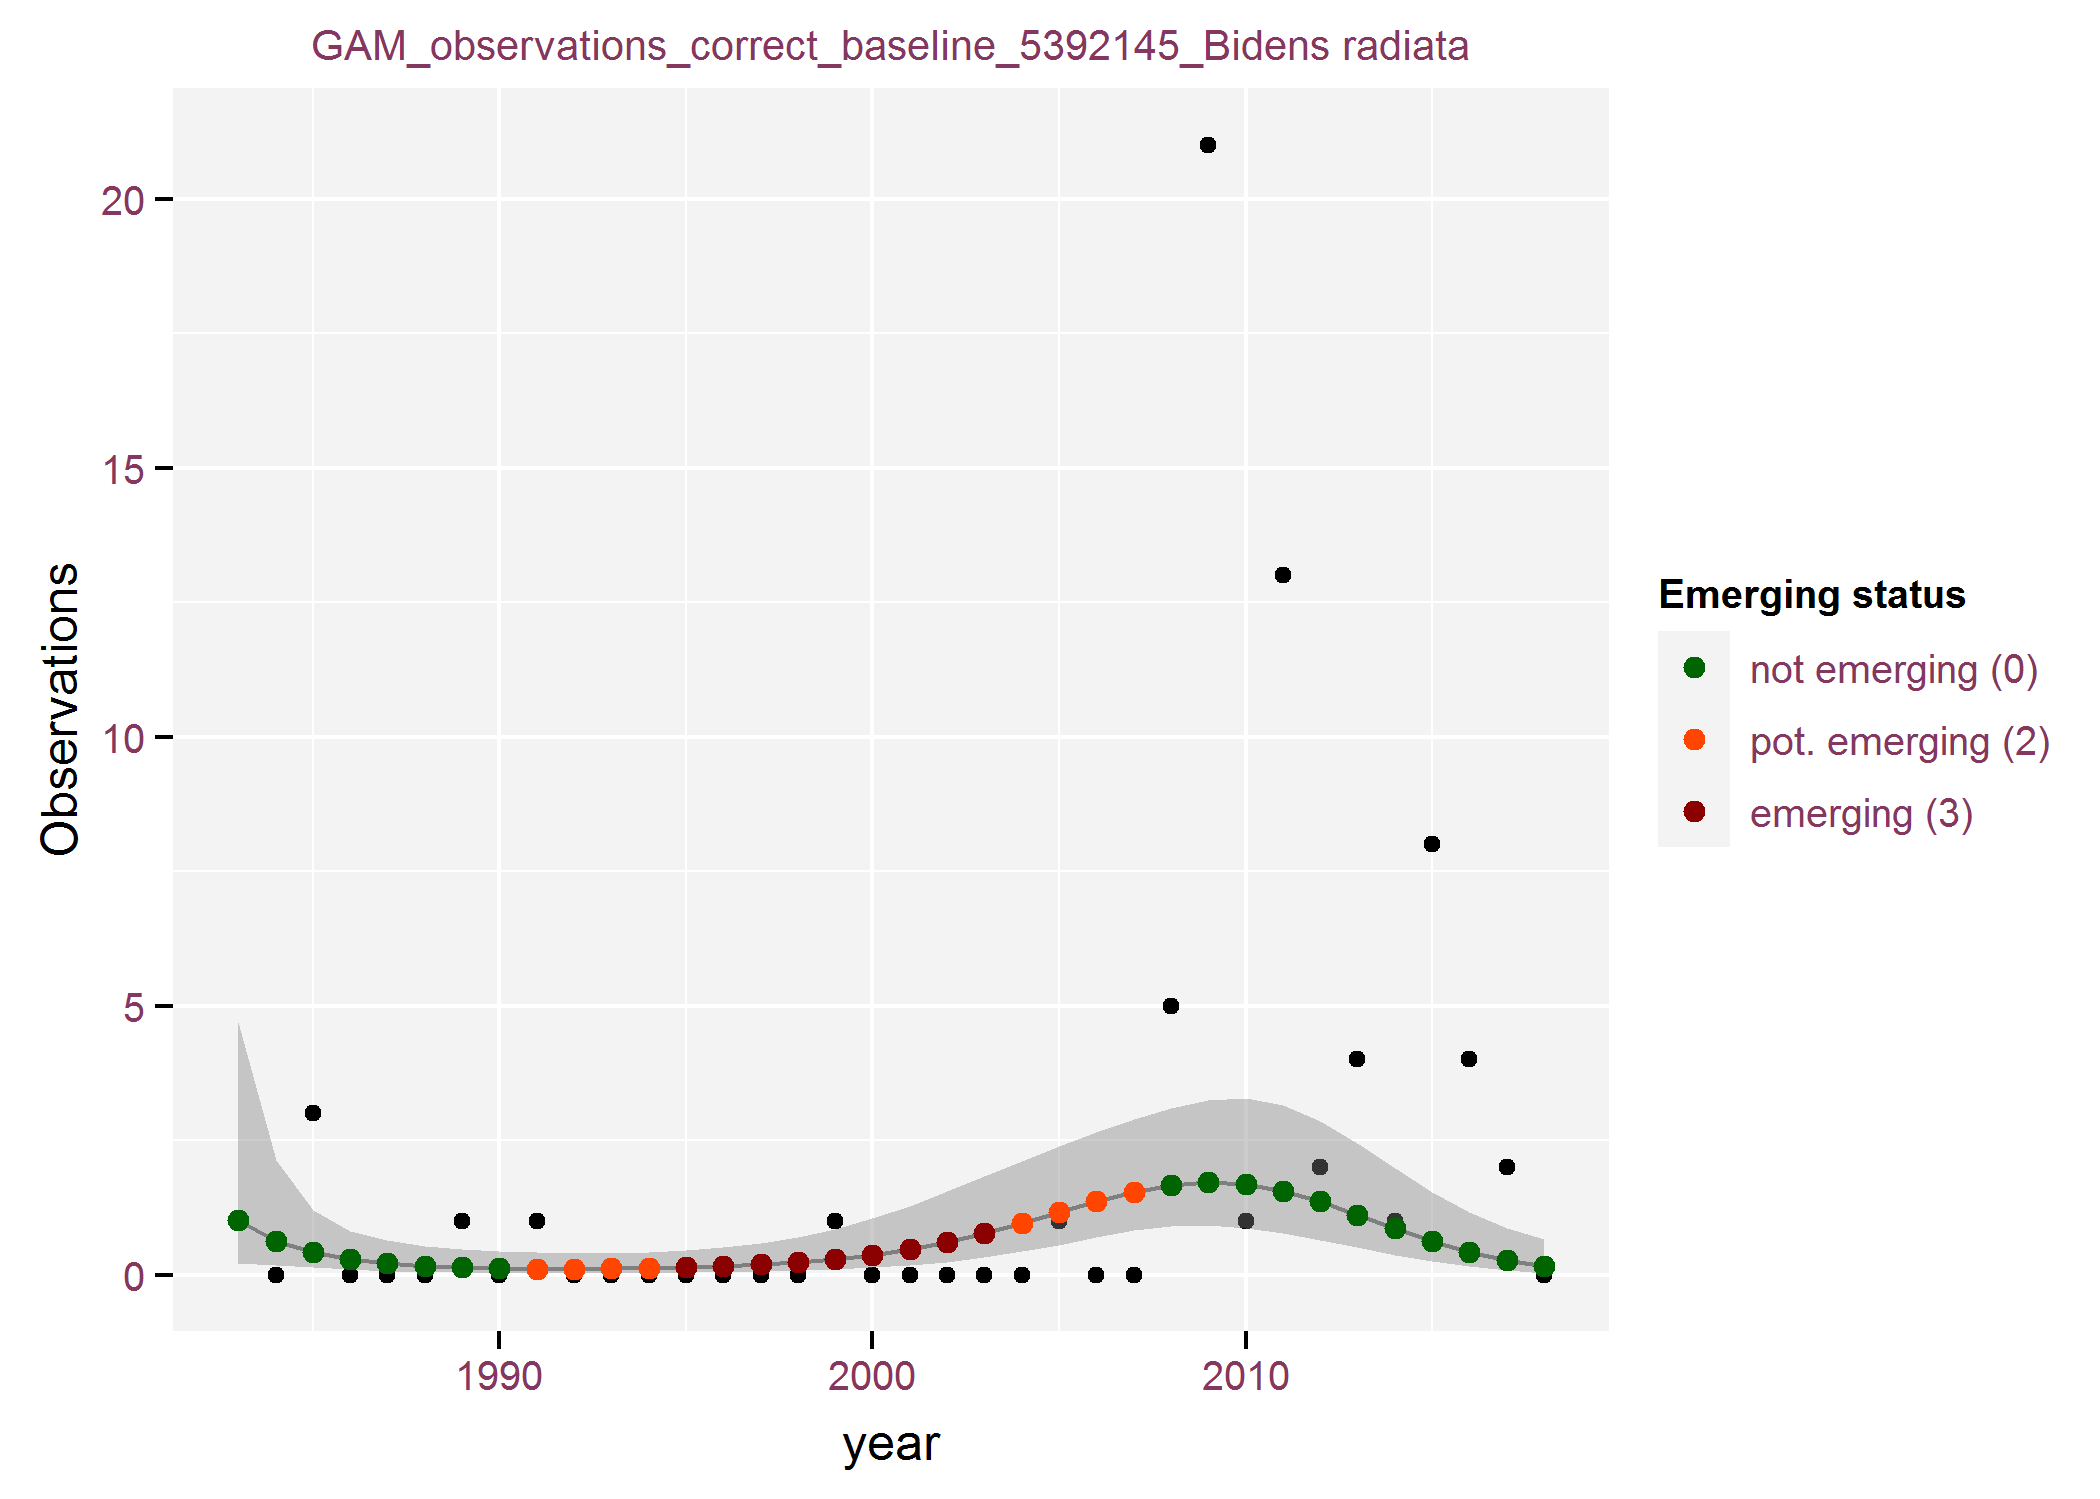 GAM_observations_correct_baseline_5392145_Bidens radiata
Observations
20
15
10
5
0
1990 2000 2010
year
Emerging status
not emerging (0)
pot. emerging (2)
emerging (3)